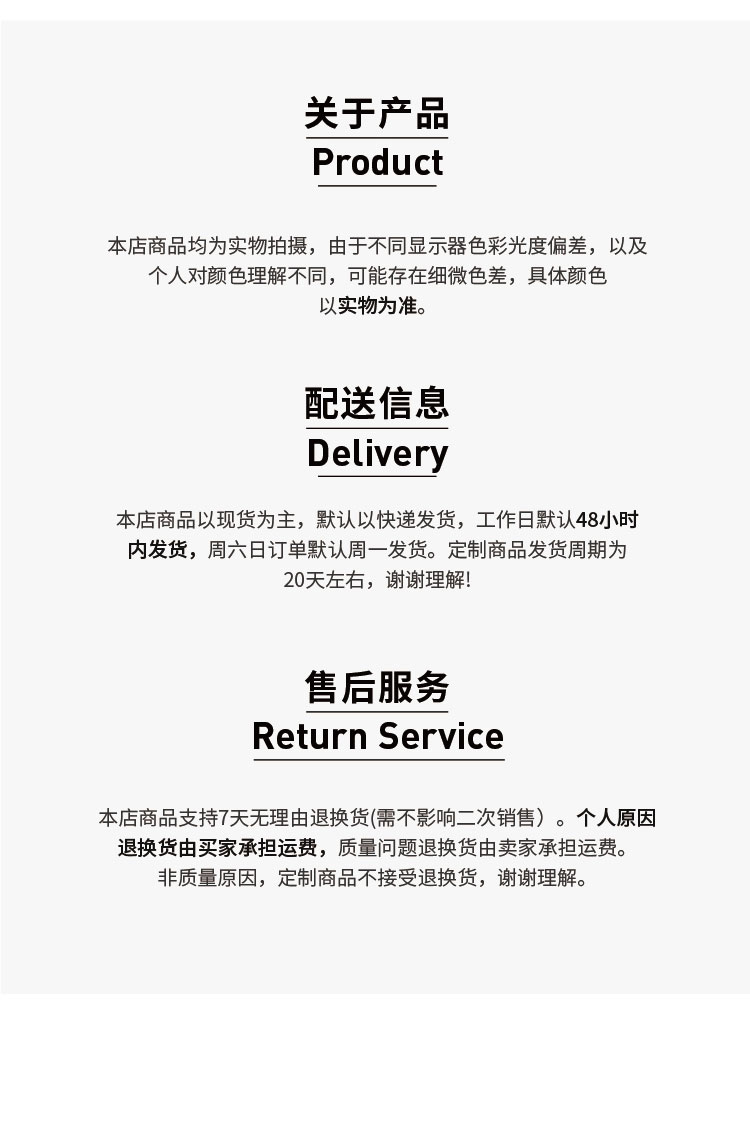 关于产品
Product
本店商品均为实物拍摄，由于不同显示器色彩光度偏差，以及
个人对颜色理解不同，可能存在细微色差，具体颜色
以实物为准。
配送信息
Delivery
本店商品以现货为主，默认以快递发货，工作日默认48小时
内发货，周六日订单默认周一发货。定制商品发货周期为
20天左右，谢谢理解!
售后服务
Return Service
本店商品支持7天无理由退换货(需不影响二次销售）。个人原因
退换货由买家承担运费，质量问题退换货由卖家承担运费。
非质量原因，定制商品不接受退换货，谢谢理解。